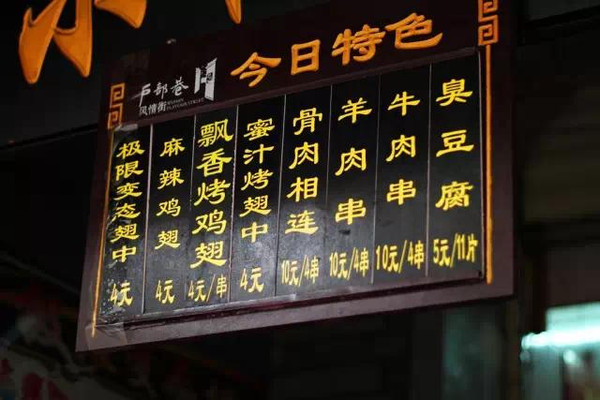 户部巷
风情街
今日特色
极限变态翅中 4元
麻辣鸡翅 4元
飘香烤鸡翅 4元/串
蜜汁烤翅中 4元
骨肉相连 10元/4串
羊肉串 10元/4串
牛肉串 10元/4串
臭豆腐 5元/11片